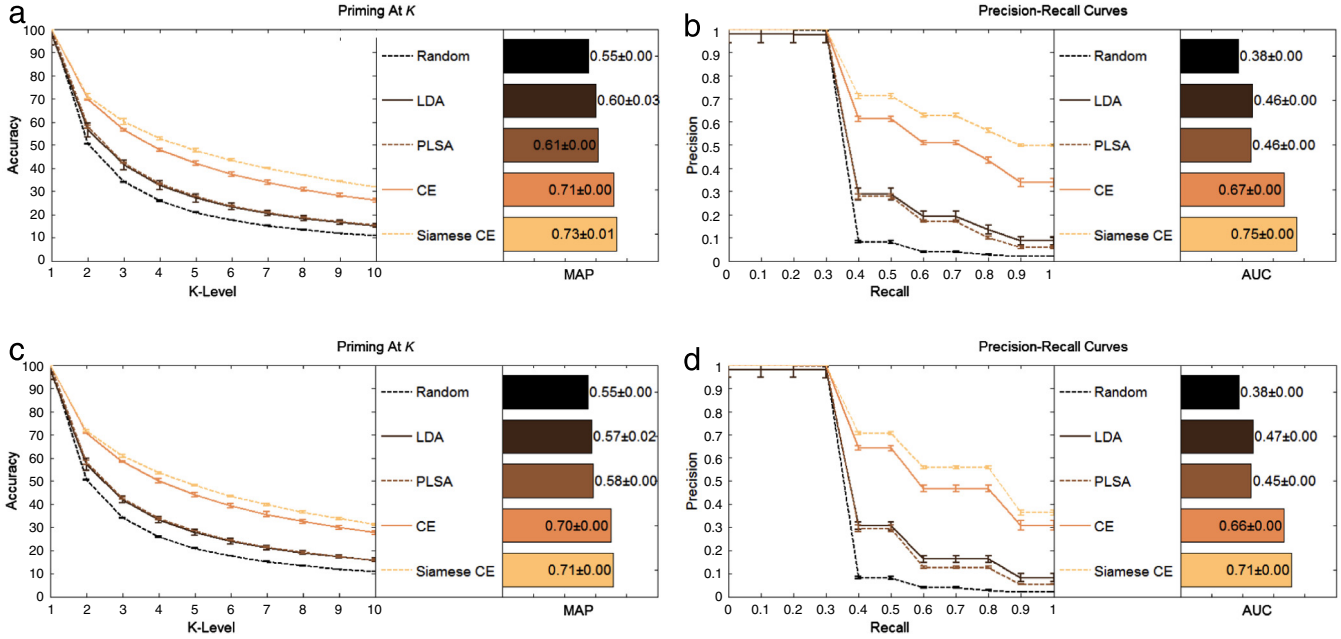 a
Priming At K
100
90
80
70
60
50
40
30
20
10
0
Accuracy
1 2 3 4 5 6 7 8 9 10
K-Level
Random
LDA
PLSA
CE
Siamese CE
0.55±0.00
0.60±0.03
0.61±0.00
0.71±0.00
0.73±0.01
MAP
b
Precision-Recall Curves
1
0.9
0.8
0.7
0.6
0.5
0.4
0.3
0.2
0.1
0
Precision
0 0.1 0.2 0.3 0.4 0.5 0.6 0.7 0.8 0.9 1
Recall
Random
LDA
PLSA
CE
Siamese CE
0.38±0.00
0.46±0.00
0.46±0.00
0.67±0.00
0.75±0.00
AUC
c
Priming At K
100
90
80
70
60
50
40
30
20
10
0
Accuracy
1 2 3 4 5 6 7 8 9 10
K-Level
Random
LDA
PLSA
CE
Siamese CE
0.55±0.00
0.57±0.02
0.58±0.00
0.70±0.00
0.71±0.00
MAP
d
Precision-Recall Curves
1
0.9
0.8
0.7
0.6
0.5
0.4
0.3
0.2
0.1
0
Precision
0 0.1 0.2 0.3 0.4 0.5 0.6 0.7 0.8 0.9 1
Recall
Random
LDA
PLSA
CE
Siamese CE
0.38±0.00
0.47±0.00
0.45±0.00
0.66±0.00
0.71±0.00
AUC